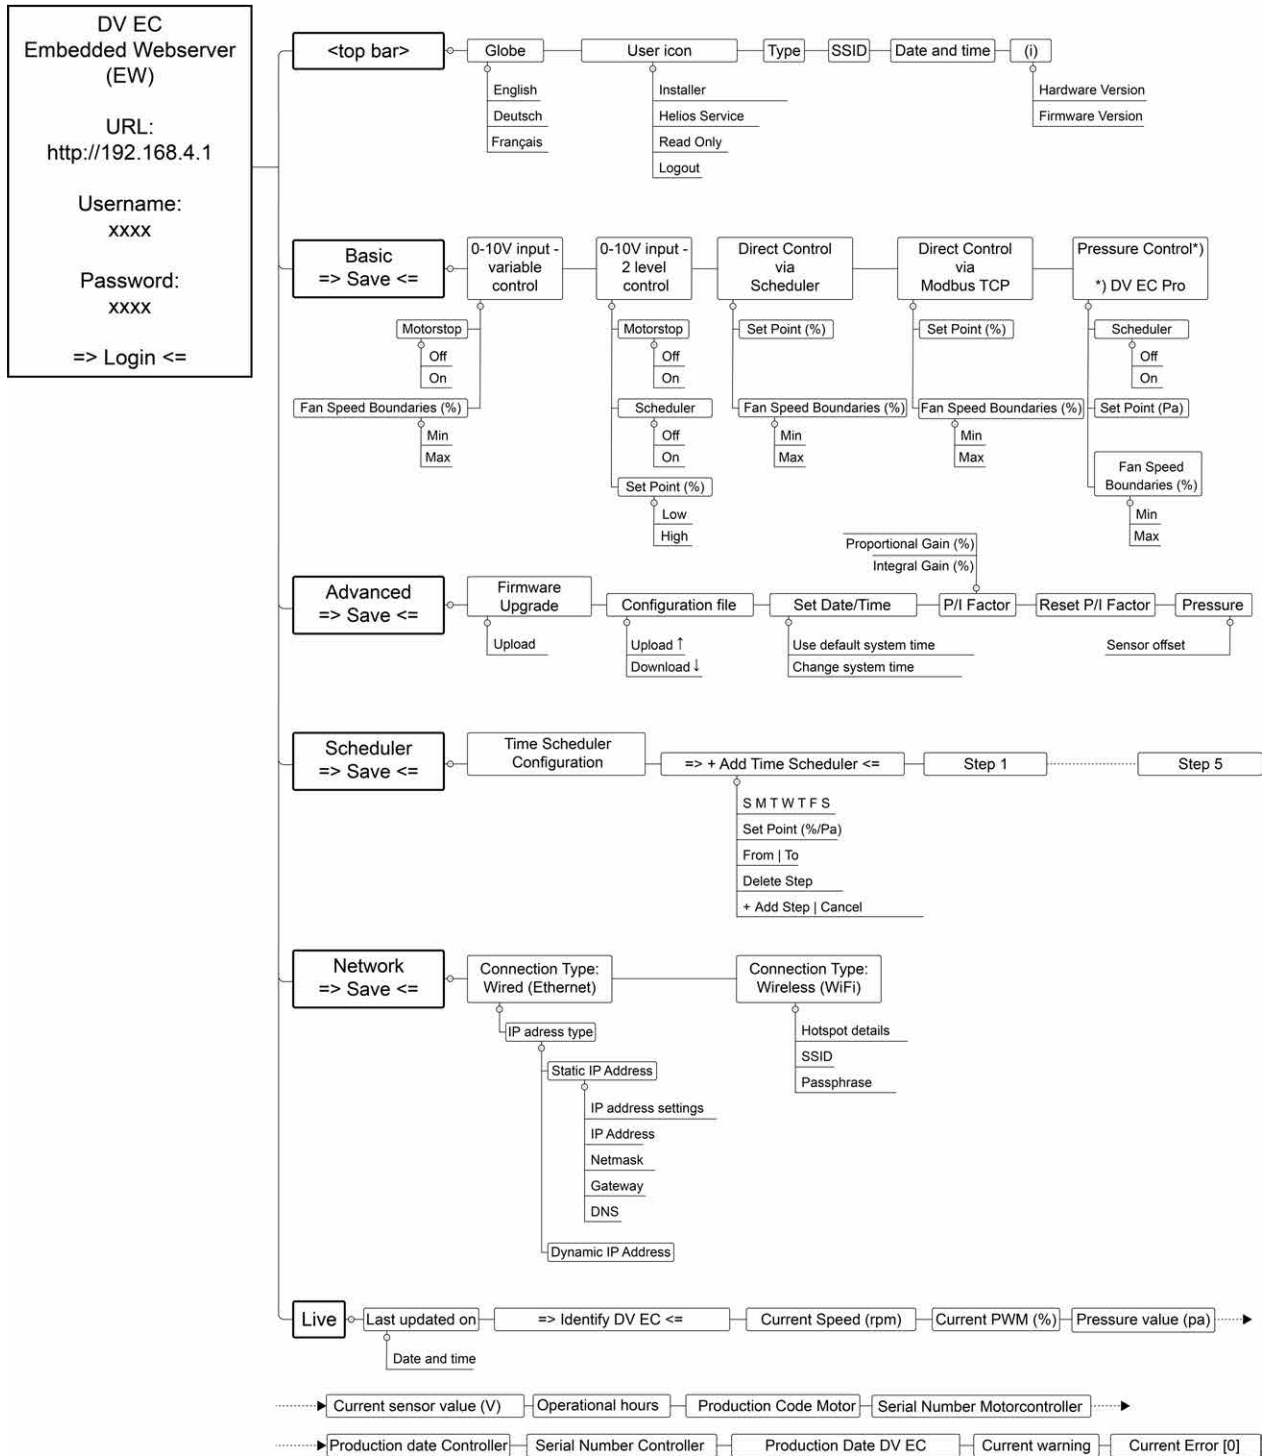 DV EC
Embedded Webserver
(EW)
URL:
http://192.168.4.1
Username:
xxxx
Password:
xxxx
=> Login <=
<top bar>
Globe
English
Deutsch
Français
User icon
Installer
Helios Service
Read Only
Logout
Type
SSID
Date and time
(i)
Hardware Version
Firmware Version
Basic
=> Save <=
0-10V input -
variable
control
Motorstop
Off
On
Fan Speed Boundaries (%)
Min
Max
0-10V input -
2 level
control
Motorstop
Off
On
Scheduler
Off
On
Set Point (%)
Low
High
Direct Control
via
Scheduler
Set Point (%)
Fan Speed Boundaries (%)
Min
Max
Direct Control
via
Modbus TCP
Set Point (%)
Fan Speed Boundaries (%)
Min
Max
Pressure Control*)
*) DV EC Pro
Scheduler
Off
On
Set Point (Pa)
Fan Speed
Boundaries (%)
Min
Max
Advanced
=> Save <=
Firmware
Upgrade
Upload
Configuration file
Upload ↑
Download ↓
Set Date/Time
Use default system time
Change system time
Proportional Gain (%)
Integral Gain (%)
P/I Factor
Reset P/I Factor
Pressure
Sensor offset
Scheduler
=> Save <=
Time Scheduler
Configuration
=> + Add Time Scheduler <=
S M T W T F S
Set Point (%/Pa)
From | To
Delete Step
+ Add Step | Cancel
Step 1
Step 5
Network
=> Save <=
Connection Type:
Wired (Ethernet)
IP adress type
Static IP Address
IP address settings
IP Address
Netmask
Gateway
DNS
Dynamic IP Address
Connection Type:
Wireless (WiFi)
Hotspot details
SSID
Passphrase
Live
Last updated on
Date and time
=> Identify DV EC <=
Current Speed (rpm)
Current PWM (%)
Pressure value (pa)
Current sensor value (V)
Operational hours
Production Code Motor
Serial Number Motorcontroller
Production date Controller
Serial Number Controller
Production Date DV EC
Current warning
Current Error [0]